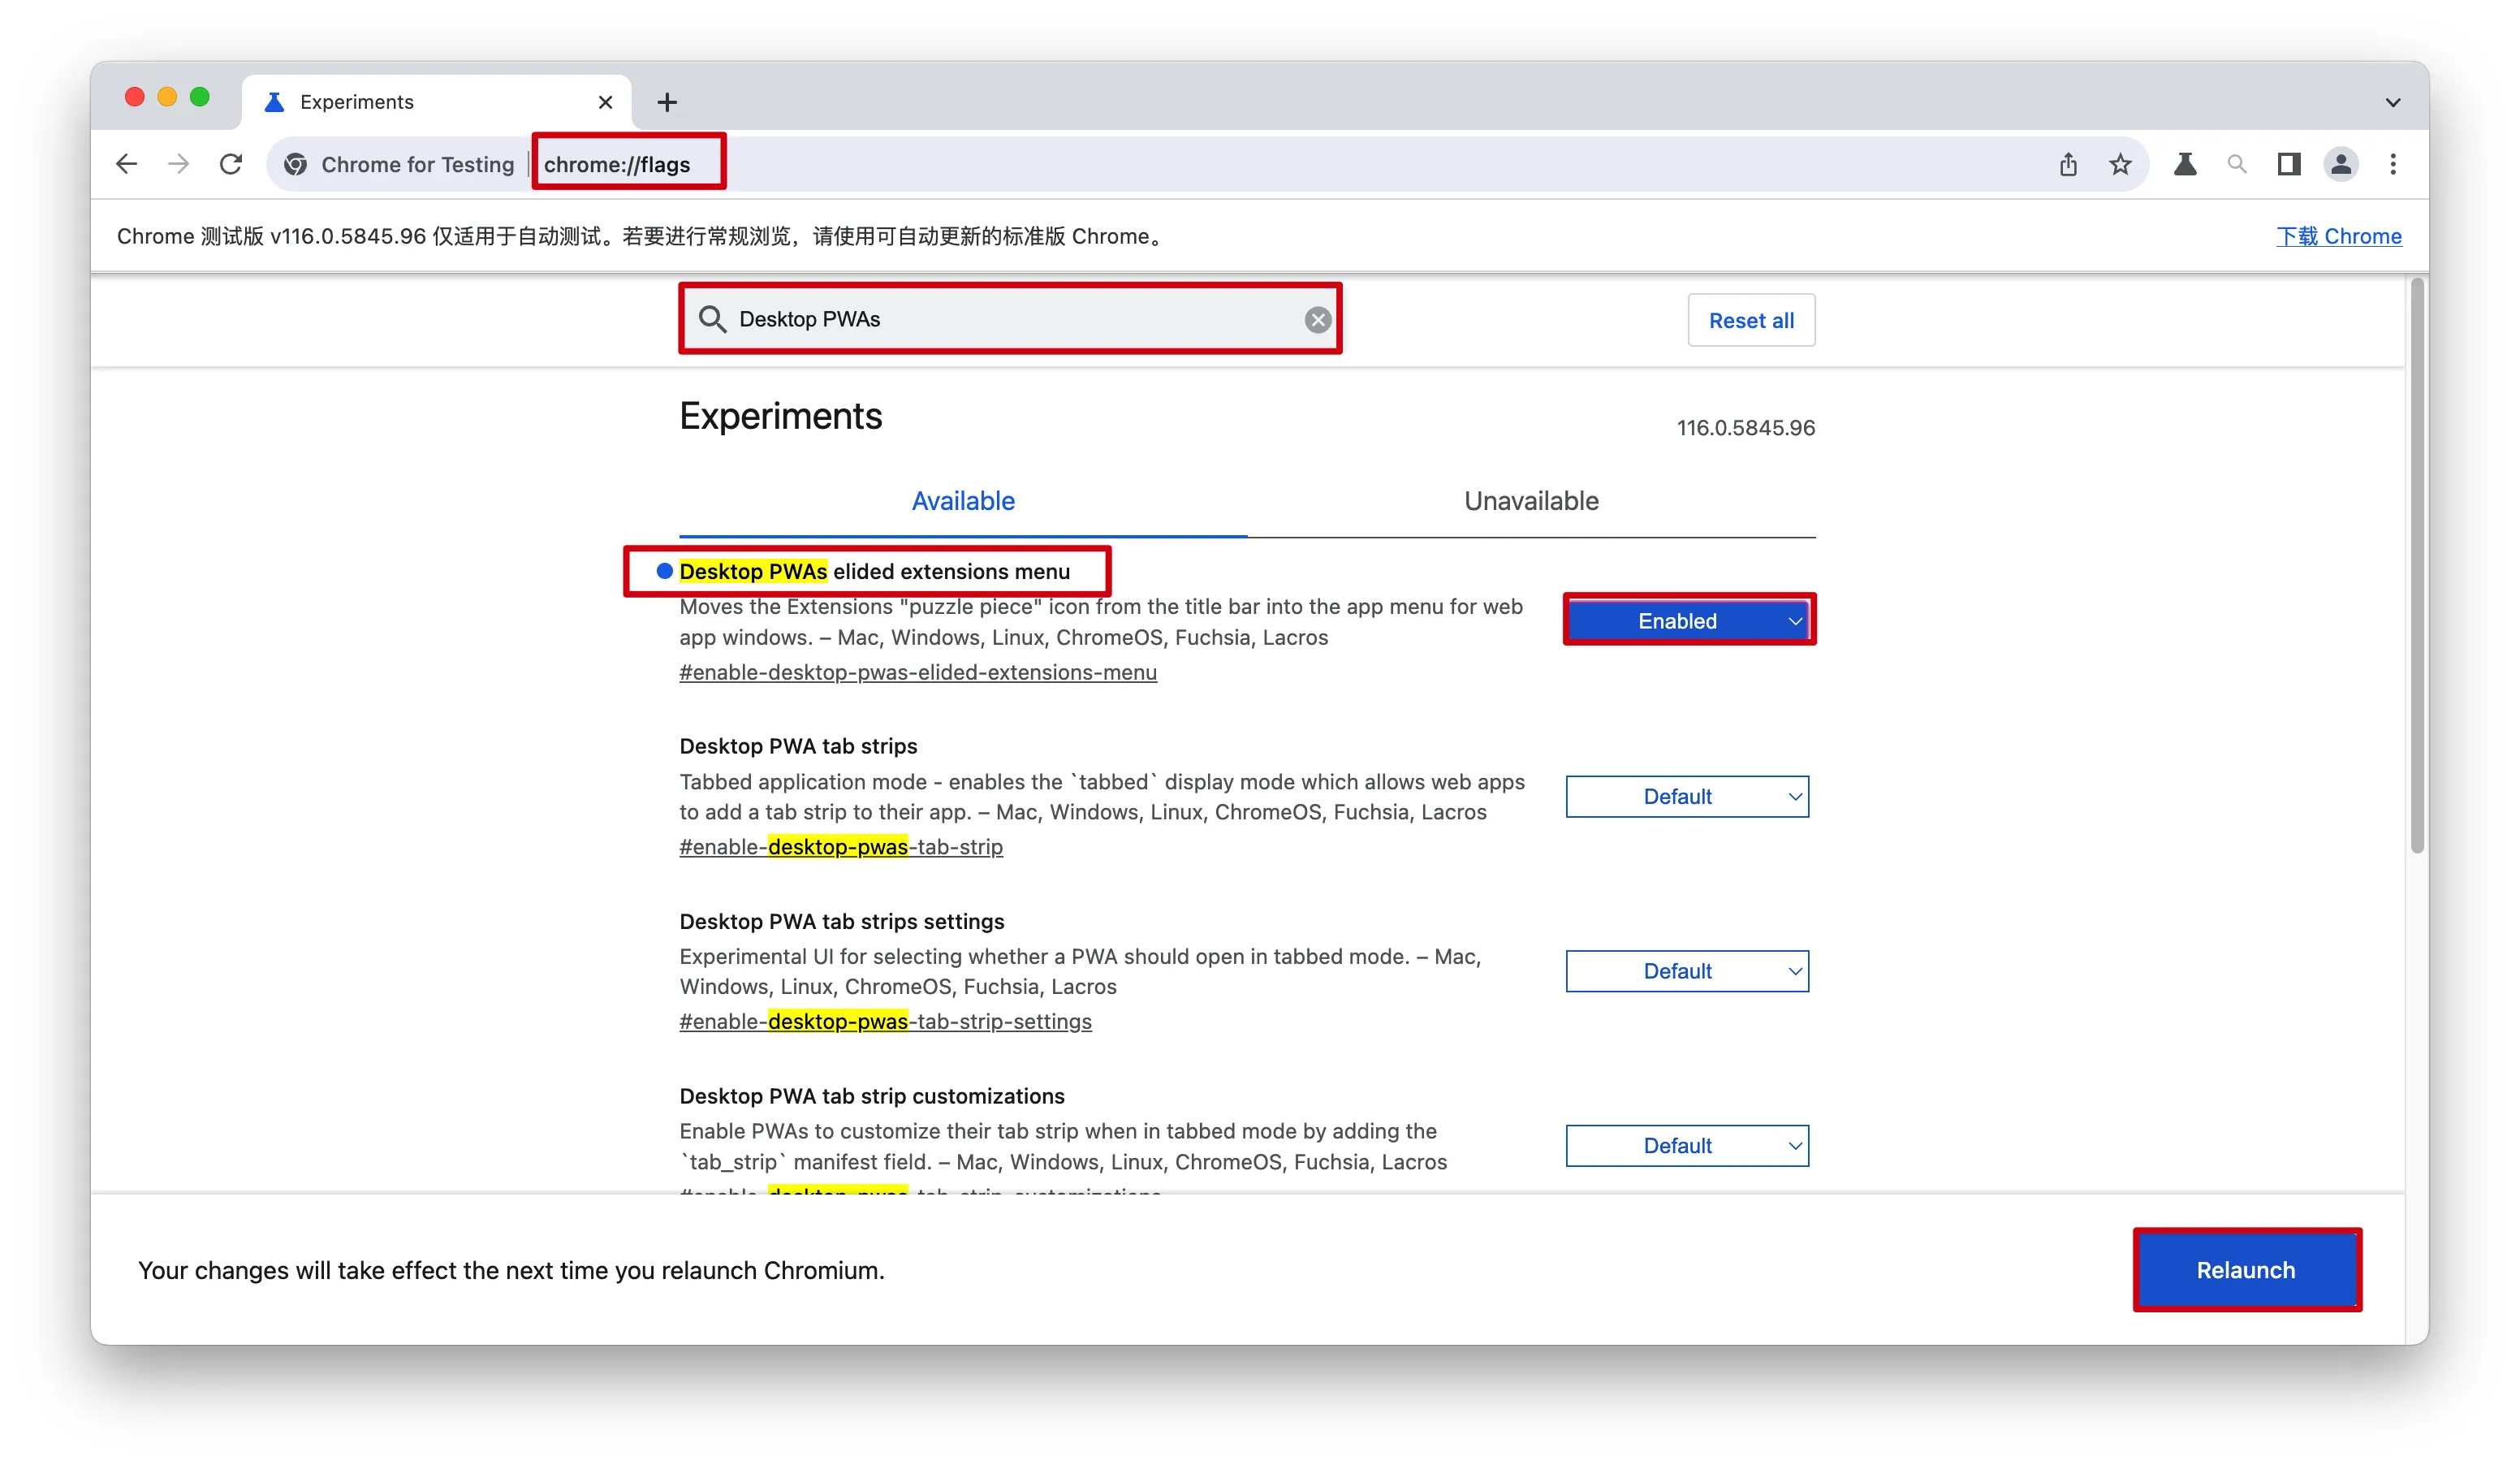 Experiments
Chrome for Testing
chrome://flags
Chrome 测试版 v116.0.5845.96 仅适用于自动测试。若要进行常规浏览，请使用可自动更新的标准版 Chrome。
下载 Chrome
Desktop PWAs
Reset all
Experiments
116.0.5845.96
Available
Unavailable
Desktop PWAs elided extensions menu
Moves the Extensions "puzzle piece" icon from the title bar into the app menu for web
app windows. – Mac, Windows, Linux, ChromeOS, Fuchsia, Lacros
#enable-desktop-pwas-elided-extensions-menu
Enabled
Desktop PWA tab strips
Tabbed application mode - enables the `tabbed` display mode which allows web apps
to add a tab strip to their app. – Mac, Windows, Linux, ChromeOS, Fuchsia, Lacros
#enable-desktop-pwas-tab-strip
Default
Desktop PWA tab strips settings
Experimental UI for selecting whether a PWA should open in tabbed mode. – Mac,
Windows, Linux, ChromeOS, Fuchsia, Lacros
#enable-desktop-pwas-tab-strip-settings
Default
Desktop PWA tab strip customizations
Enable PWAs to customize their tab strip when in tabbed mode by adding the
`tab_strip` manifest field. – Mac, Windows, Linux, ChromeOS, Fuchsia, Lacros
#enable-desktop-pwas-tab-strip-customizations
Default
Your changes will take effect the next time you relaunch Chromium.
Relaunch